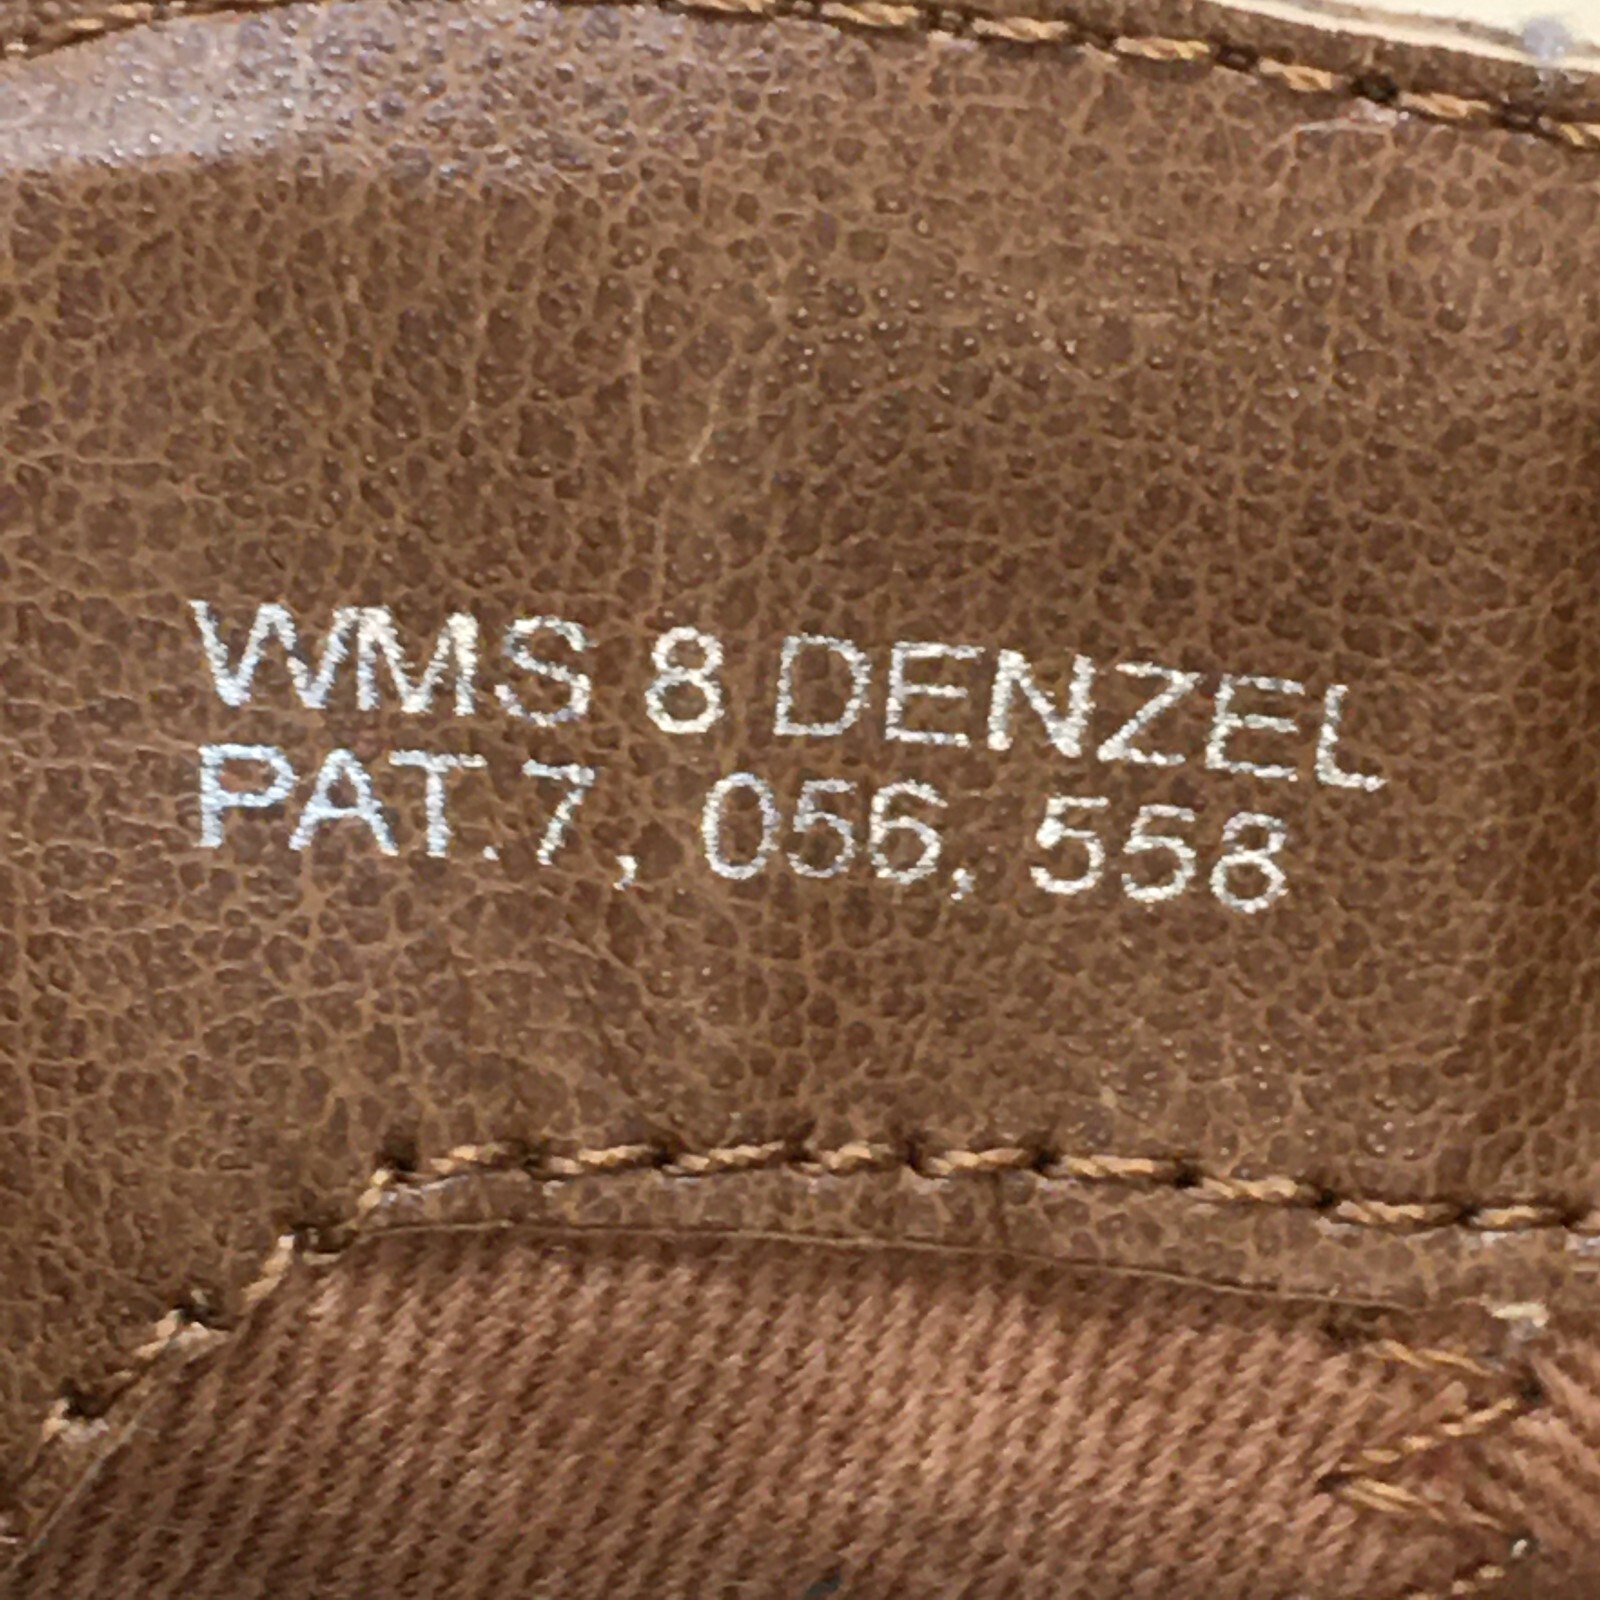 WMS 8 DENZEL
PAT.7, 056, 558